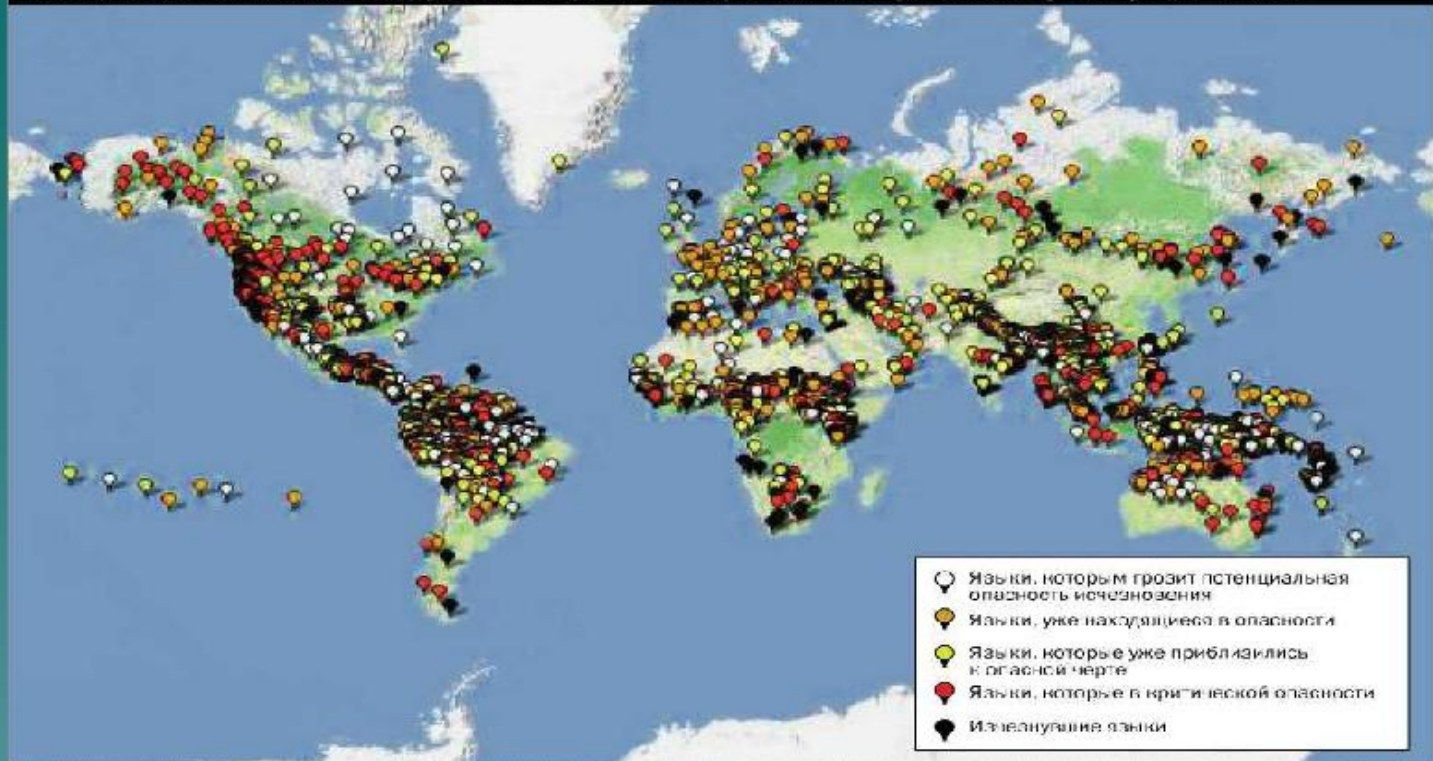 Языки, которым грозит потенциальная
опасность исчезновения
Языки, уже находящиеся в опасности
Языки, которые уже приблизились
к опасной черте
Языки, которые в критической опасности
Изчезнувшие языки